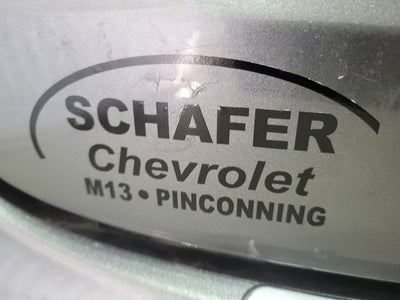 SCHAFER
Chevrolet
M13 • PINCONNING